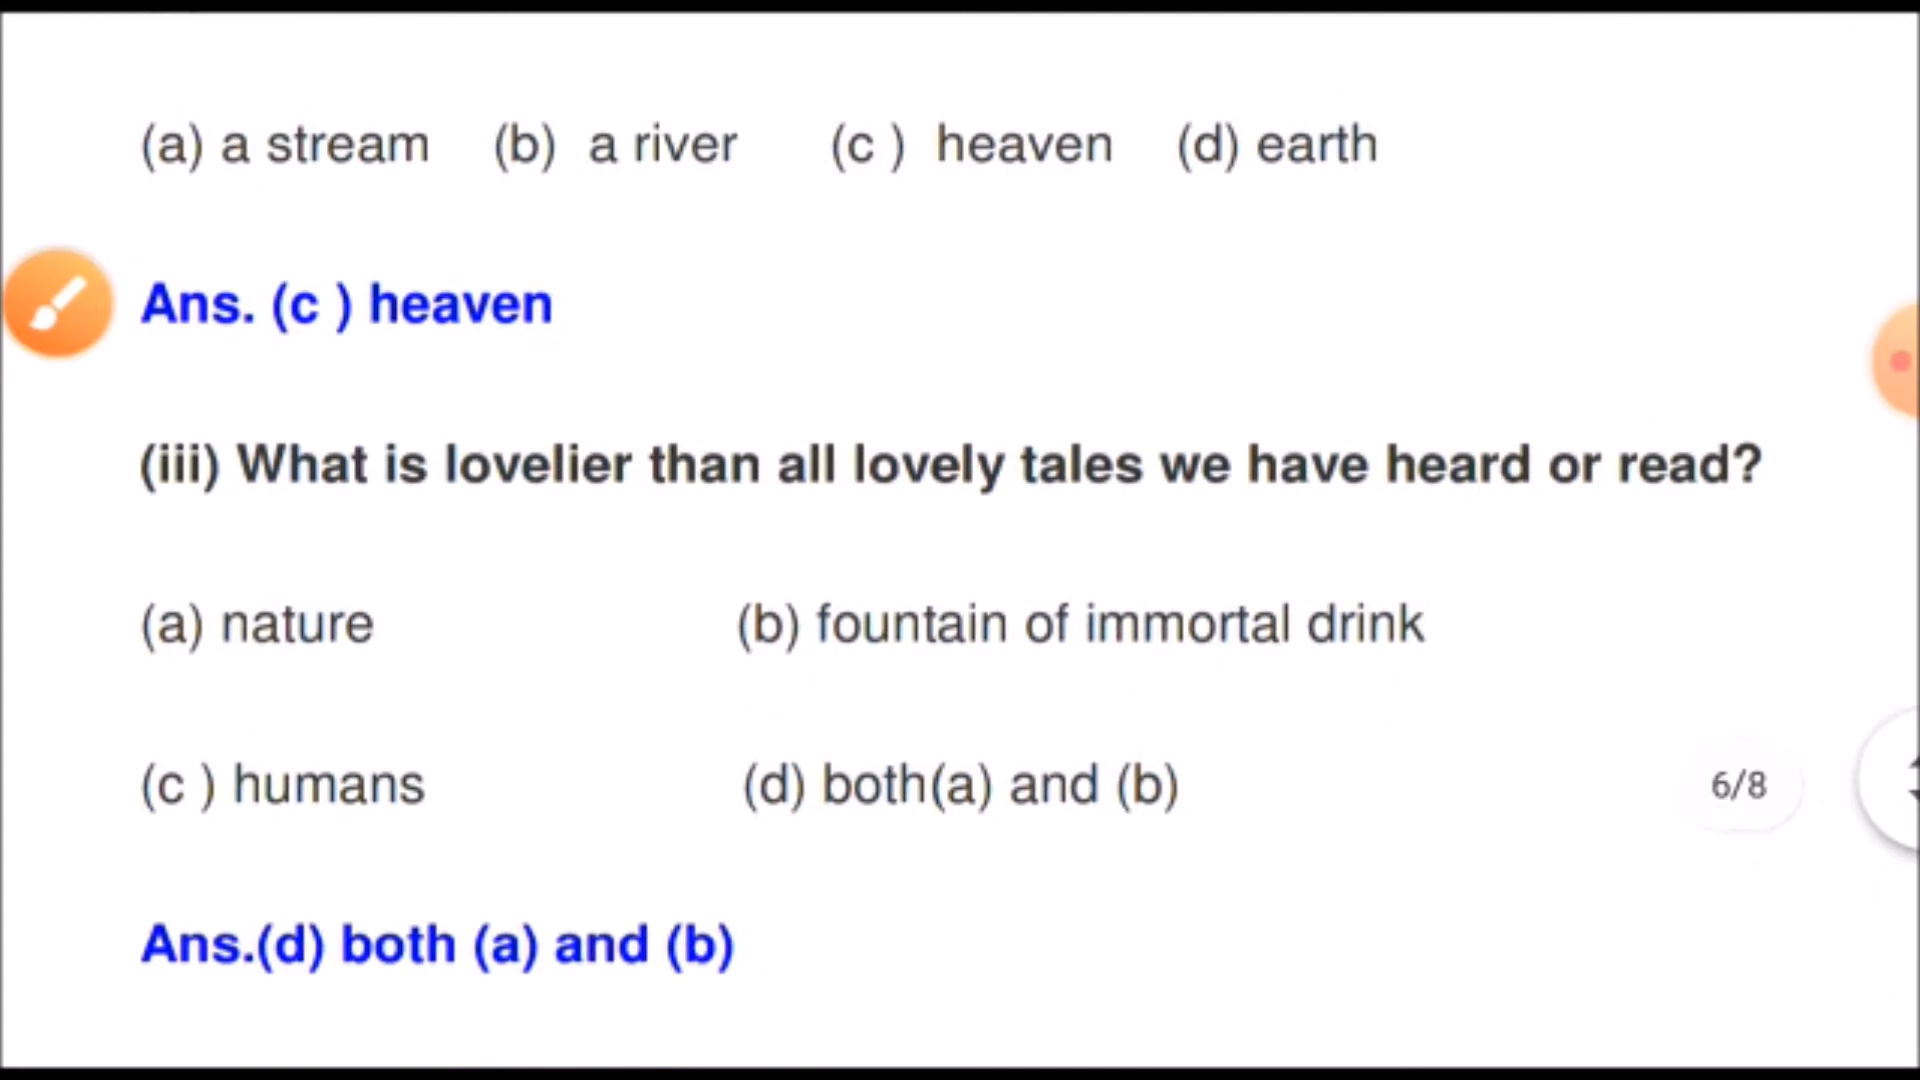 (a) a stream (b) a river (c ) heaven (d) earth
Ans. (c ) heaven
(iii) What is lovelier than all lovely tales we have heard or read?
(a) nature (b) fountain of immortal drink
(c ) humans (d) both(a) and (b)
6/8
Ans.(d) both (a) and (b)